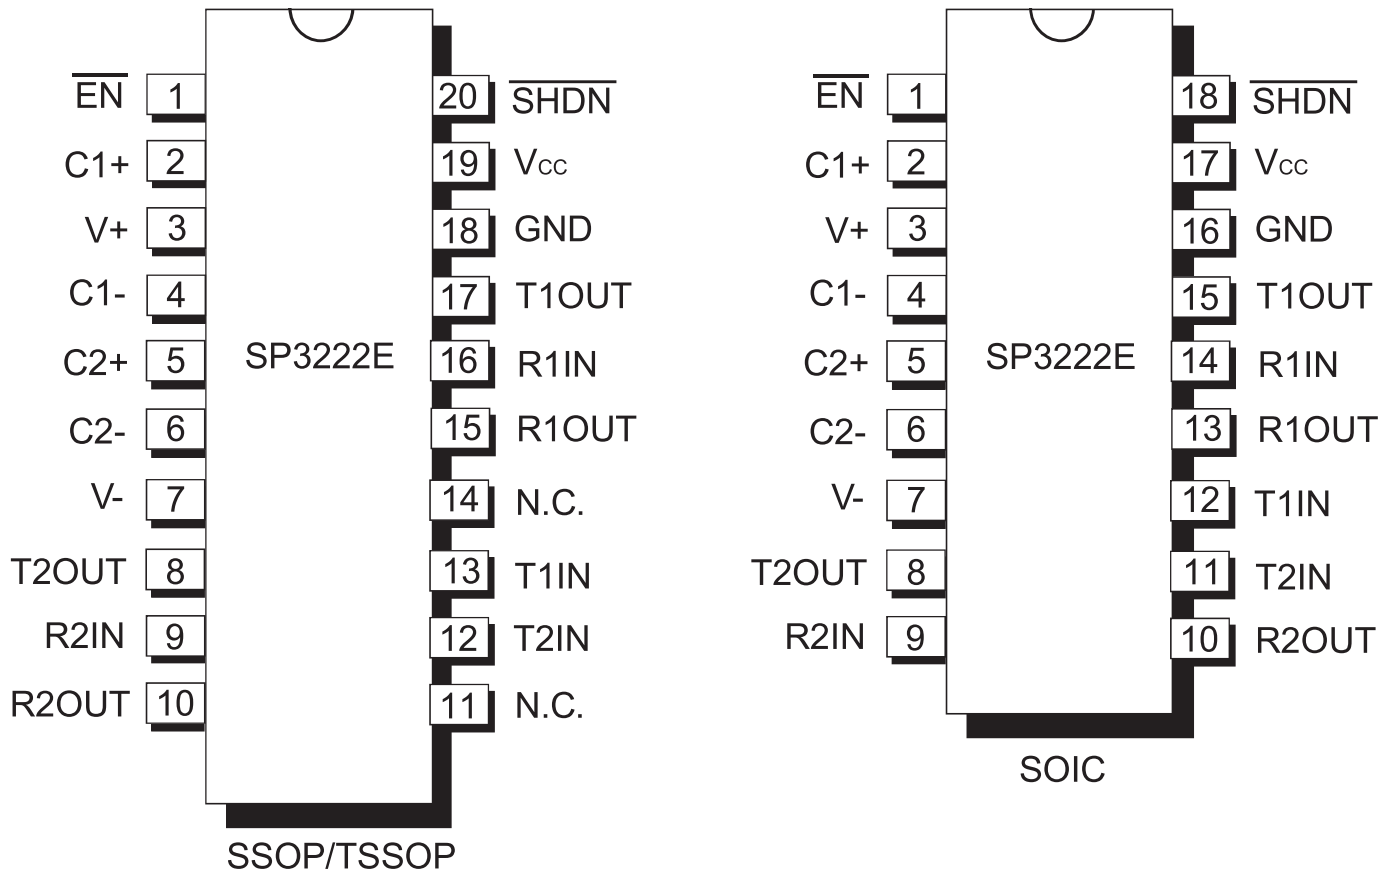 EN 1 20 SHDN
C1+ 2 19 VCC
V+ 3 18 GND
C1- 4 17 T1OUT
C2+ 5 SP3222E 16 R1IN
C2- 6 15 R1OUT
V- 7 14 N.C.
T2OUT 8 13 T1IN
R2IN 9 12 T2IN
R2OUT 10 11 N.C.
SSOP/TSSOP
EN 1 18 SHDN
C1+ 2 17 VCC
V+ 3 16 GND
C1- 4 15 T1OUT
C2+ 5 SP3222E 14 R1IN
C2- 6 13 R1OUT
V- 7 12 T1IN
T2OUT 8 11 T2IN
R2IN 9 10 R2OUT
SOIC